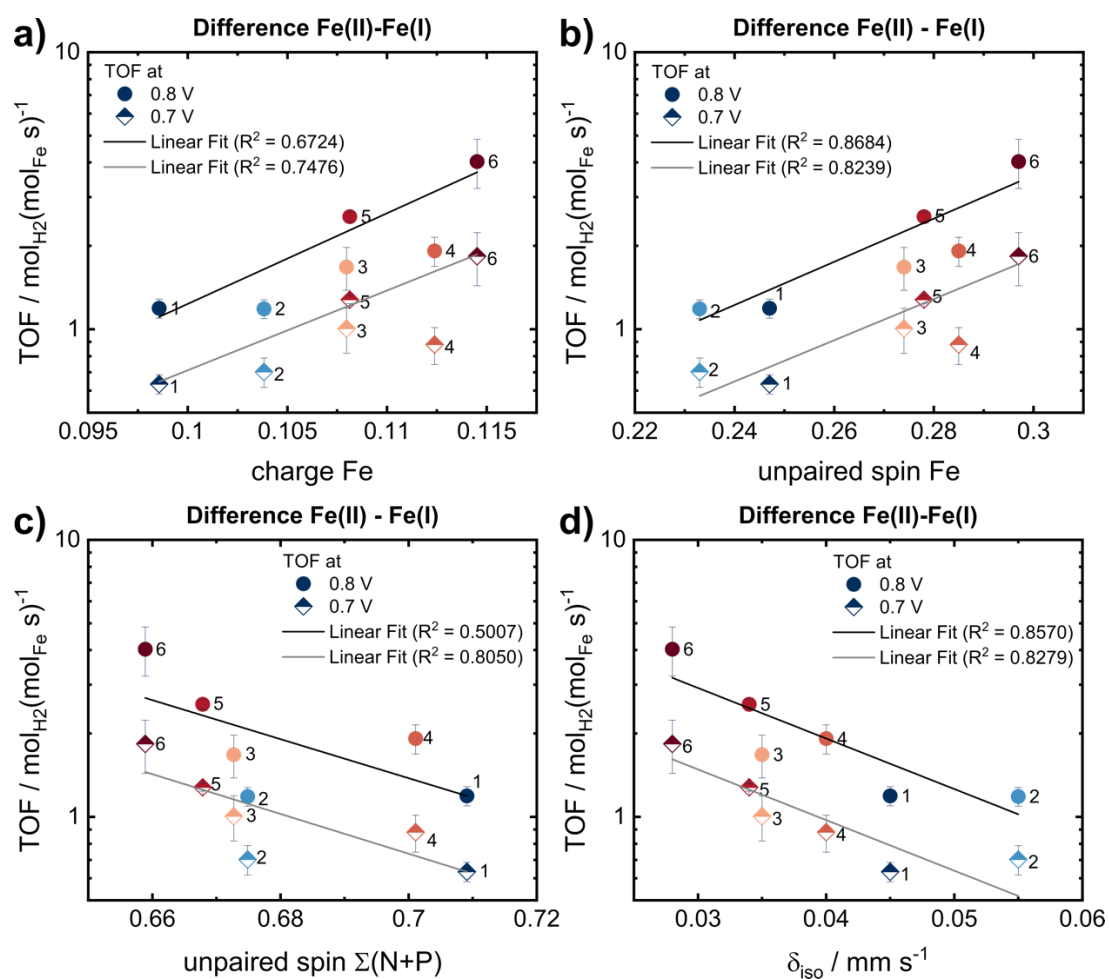 a)
Difference Fe(II)-Fe(I)
10
TOF at
0.8 V
0.7 V
Linear Fit (R² = 0.6724)
Linear Fit (R² = 0.7476)
6
5
4
3
6
2
1
5
3
4
2
1
1
TOF / mol_H2(mol_Fe s)⁻¹
0.095 0.1 0.105 0.11 0.115
charge Fe
b)
Difference Fe(II) - Fe(I)
10
TOF at
0.8 V
0.7 V
Linear Fit (R² = 0.8684)
Linear Fit (R² = 0.8239)
6
5
4
3
6
1
2
5
3
4
2
1
1
TOF / mol_H2(mol_Fe s)⁻¹
0.22 0.24 0.26 0.28 0.3
unpaired spin Fe
c)
Difference Fe(II) - Fe(I)
10
TOF at
0.8 V
0.7 V
Linear Fit (R² = 0.5007)
Linear Fit (R² = 0.8050)
6
5
4
3
6
1
2
5
3
4
2
1
1
TOF / mol_H2(mol_Fe s)⁻¹
0.66 0.68 0.7 0.72
unpaired spin Σ(N+P)
d)
Difference Fe(II)-Fe(I)
10
TOF at
0.8 V
0.7 V
Linear Fit (R² = 0.8570)
Linear Fit (R² = 0.8279)
6
5
4
3
6
1
2
5
3
4
2
1
1
TOF / mol_H2(mol_Fe s)⁻¹
0.03 0.04 0.05 0.06
δ_iso / mm s⁻¹